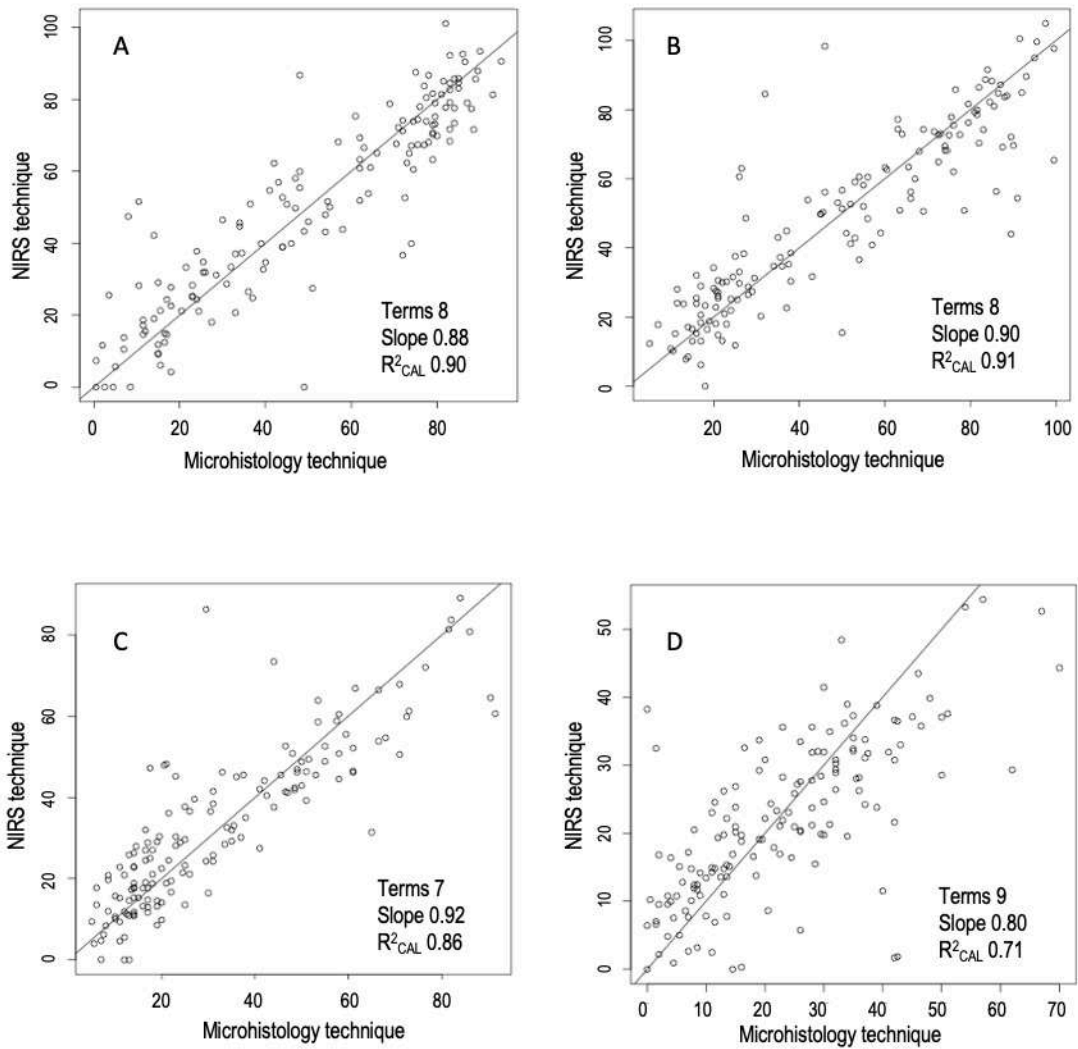 A
NIRS technique
100
80
60
40
20
0
Terms 8
Slope 0.88
R²CAL 0.90
0 20 40 60 80
Microhistology technique
B
NIRS technique
100
80
60
40
20
0
Terms 8
Slope 0.90
R²CAL 0.91
20 40 60 80 100
Microhistology technique
C
NIRS technique
80
60
40
20
0
Terms 7
Slope 0.92
R²CAL 0.86
20 40 60 80
Microhistology technique
D
NIRS technique
50
40
30
20
10
0
Terms 9
Slope 0.80
R²CAL 0.71
0 10 20 30 40 50 60 70
Microhistology technique